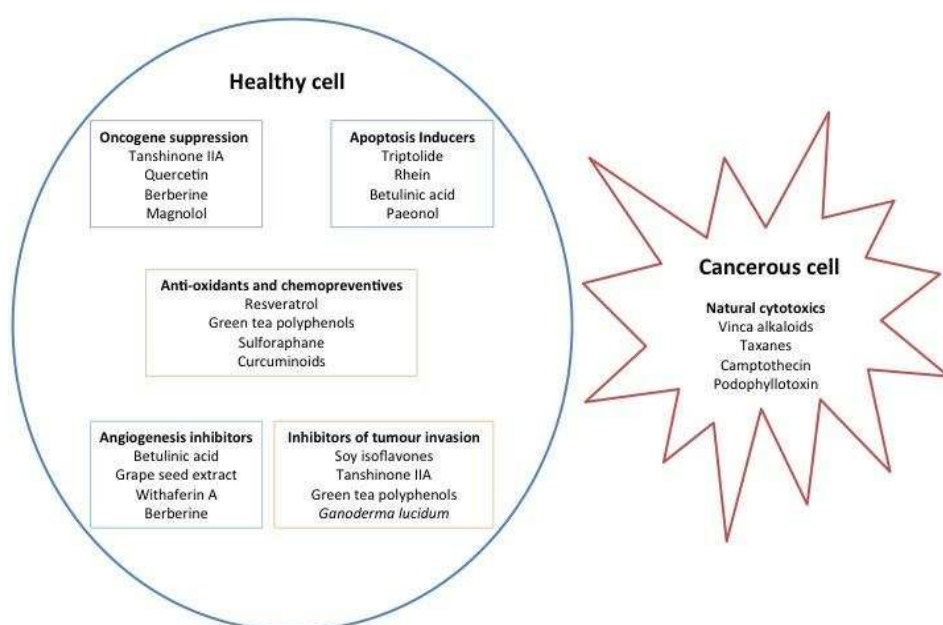 Healthy cell
Oncogene suppression
Tanshinone IIA
Quercetin
Berberine
Magnolol
Apoptosis Inducers
Triptolide
Rhein
Betulinic acid
Paeonol
Anti-oxidants and chemopreventives
Resveratrol
Green tea polyphenols
Sulforaphane
Curcuminoids
Angiogenesis inhibitors
Betulinic acid
Grape seed extract
Withaferin A
Berberine
Inhibitors of tumour invasion
Soy isoflavones
Tanshinone IIA
Green tea polyphenols
Ganoderma lucidum
Cancerous cell
Natural cytotoxics
Vinca alkaloids
Taxanes
Camptothecin
Podophyllotoxin